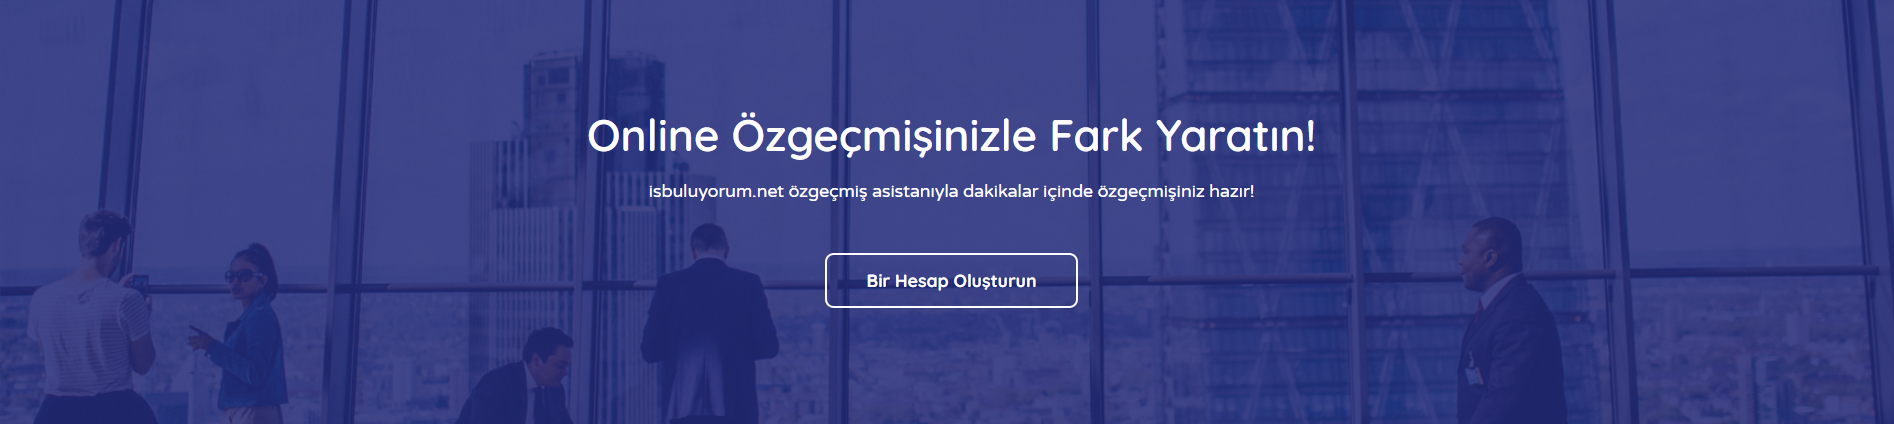 Online Özgeçmişinizle Fark Yaratın!
isbuluyorum.net özgeçmiş asistanıyla dakikalar içinde özgeçmişiniz hazır!
Bir Hesap Oluşturun